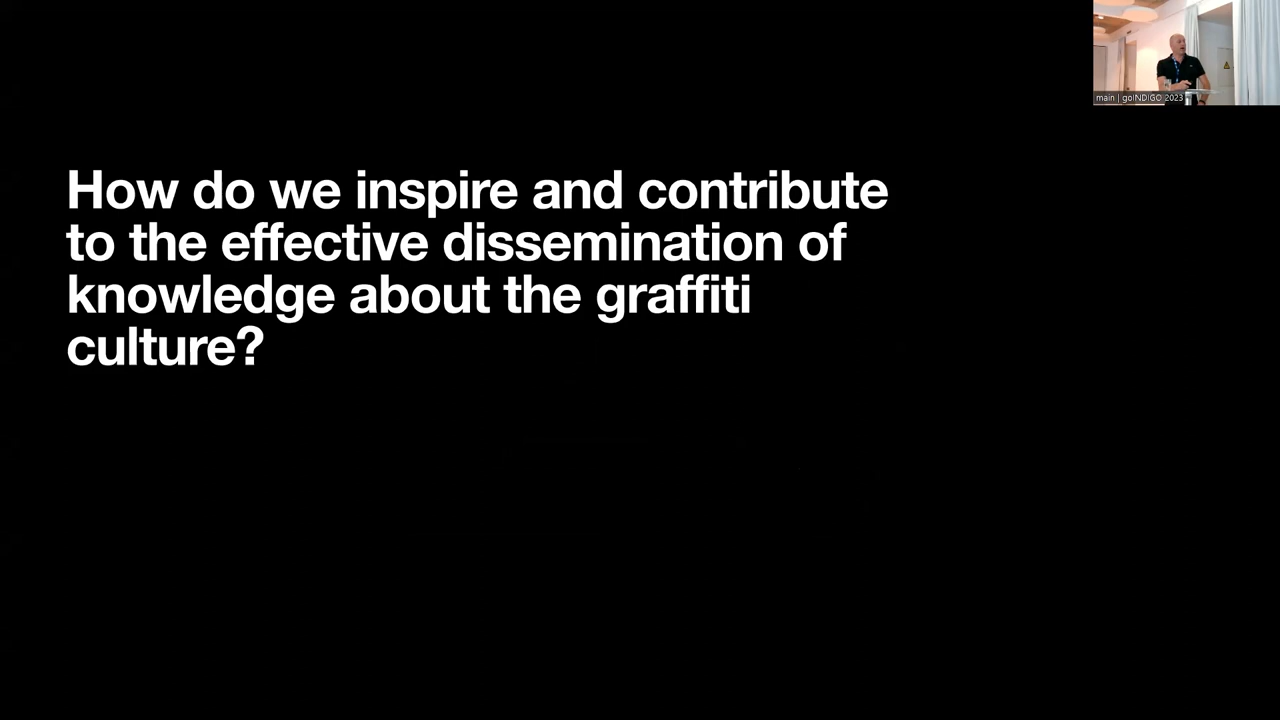 main | goINDIGO 2023
How do we inspire and contribute
to the effective dissemination of
knowledge about the graffiti
culture?